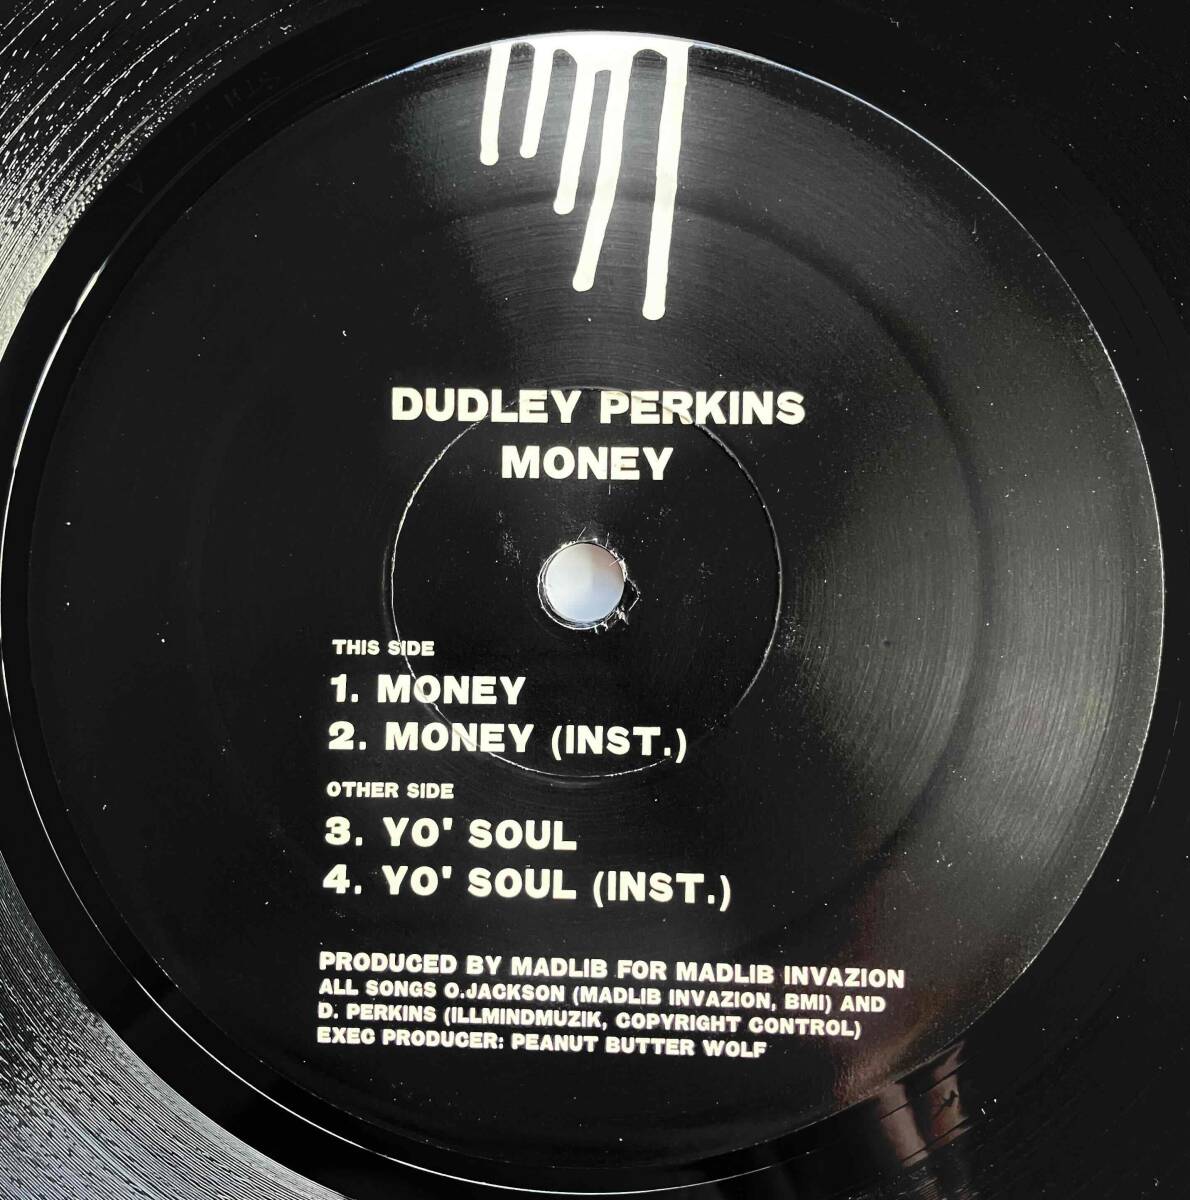 DUDLEY PERKINS
MONEY
THIS SIDE
1. MONEY
2. MONEY (INST.)
OTHER SIDE
3. YO' SOUL
4. YO' SOUL (INST.)
PRODUCED BY MADLIB FOR MADLIB INVAZION
ALL SONGS O.JACKSON (MADLIB INVAZION, BMI) AND
D. PERKINS (ILLMINDMUZIK, COPYRIGHT CONTROL)
EXEC PRODUCER: PEANUT BUTTER WOLF